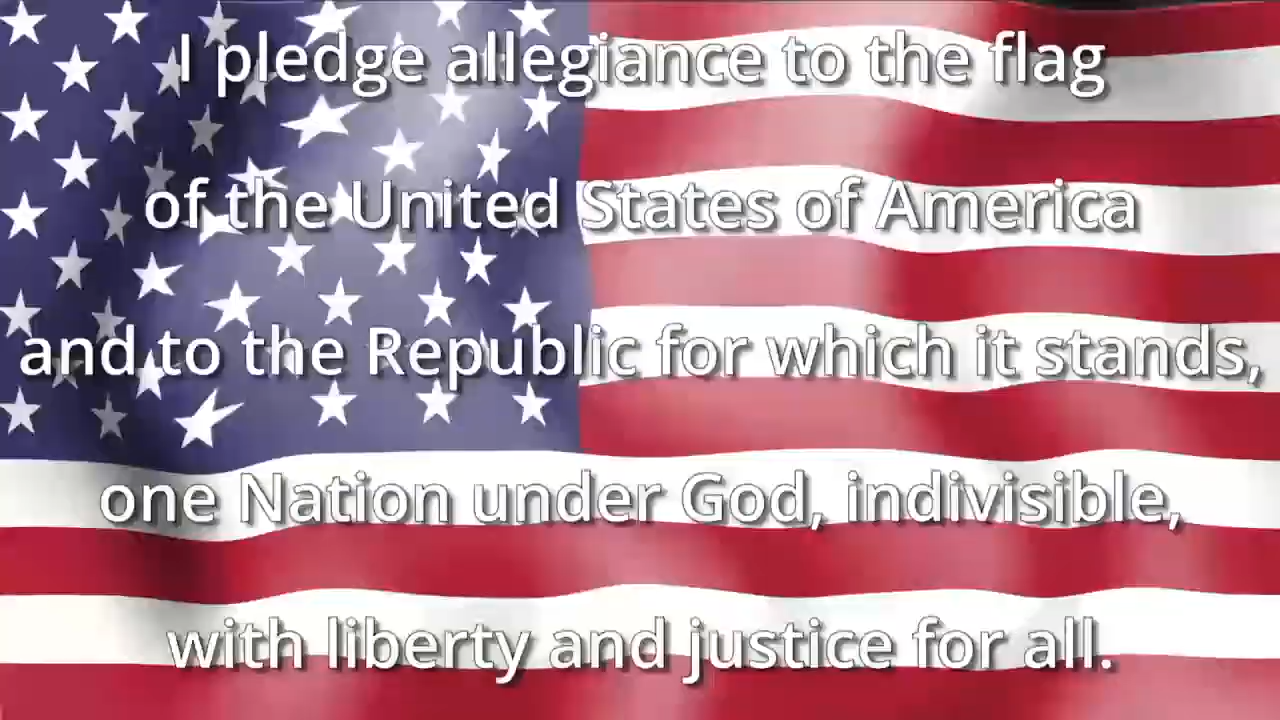 I pledge allegiance to the flag
of the United States of America
and to the Republic for which it stands,
one Nation under God, indivisible,
with liberty and justice for all.